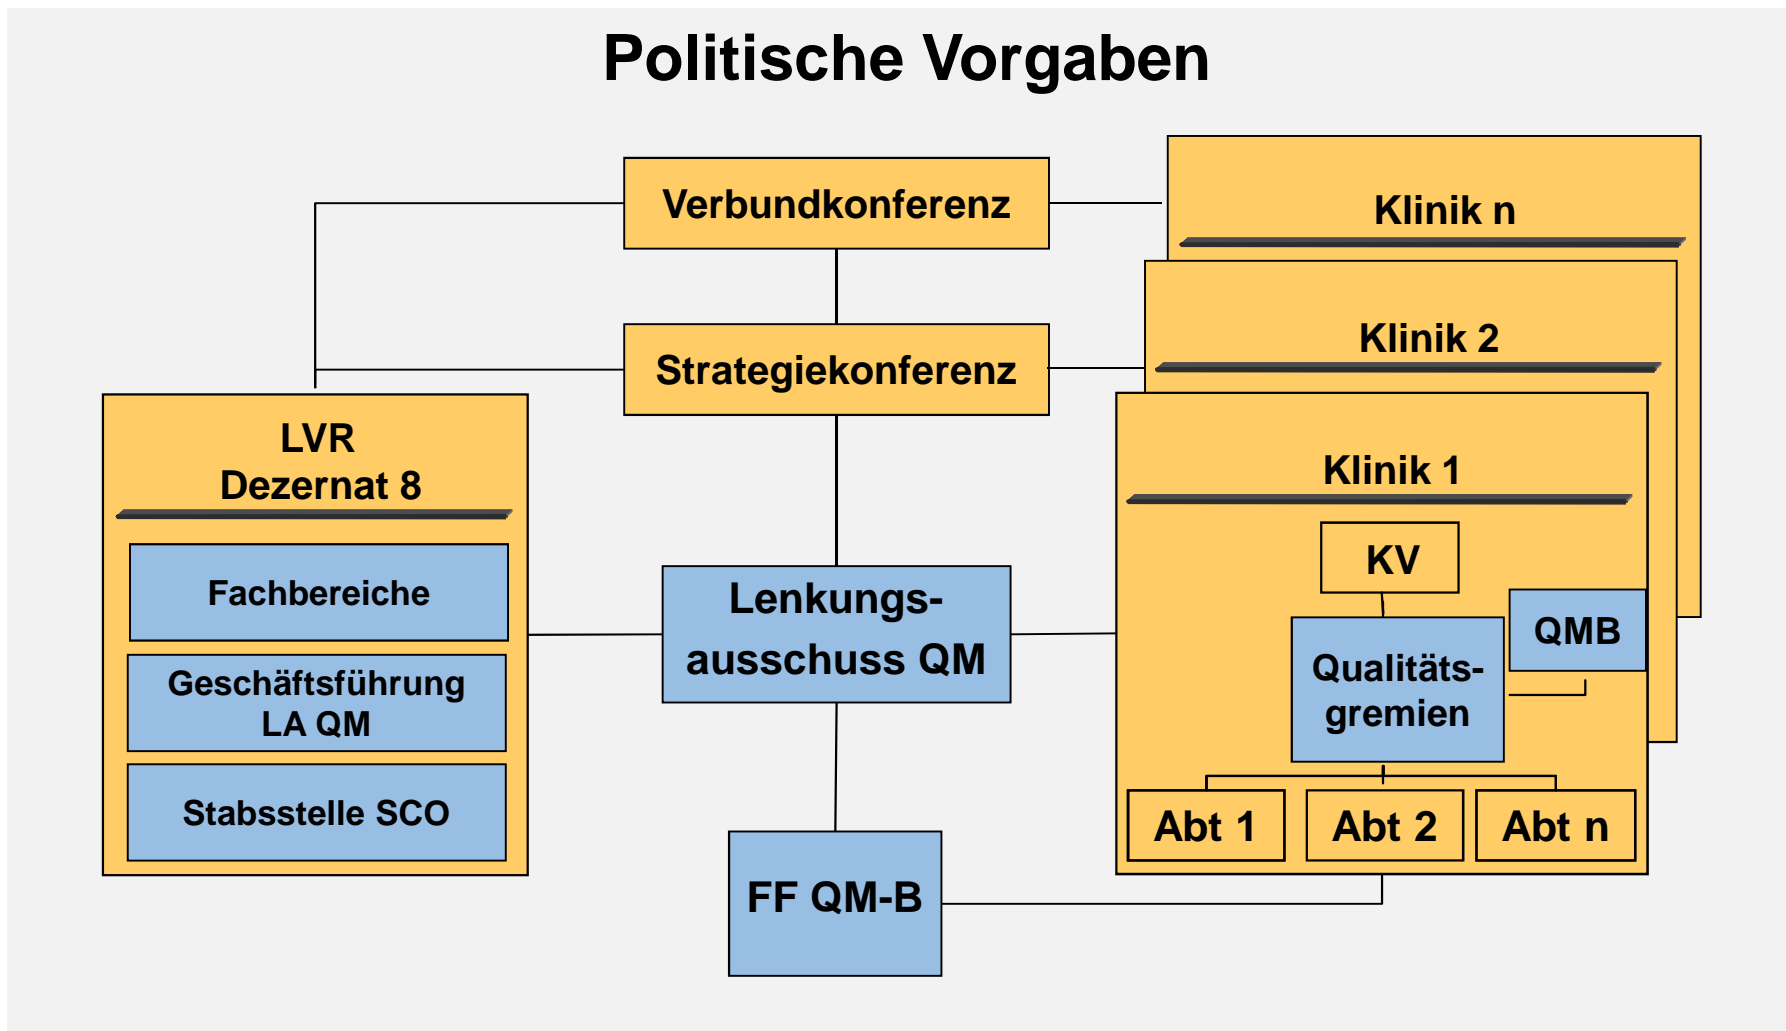 Politische Vorgaben
Verbundkonferenz
Klinik n
Strategiekonferenz
Klinik 2
LVR
Dezernat 8
Fachbereiche
Geschäftsführung
LA QM
Stabsstelle SCO
Lenkungs-
ausschuss QM
FF QM-B
Klinik 1
KV
QMB
Qualitäts-
gremien
Abt 1
Abt 2
Abt n